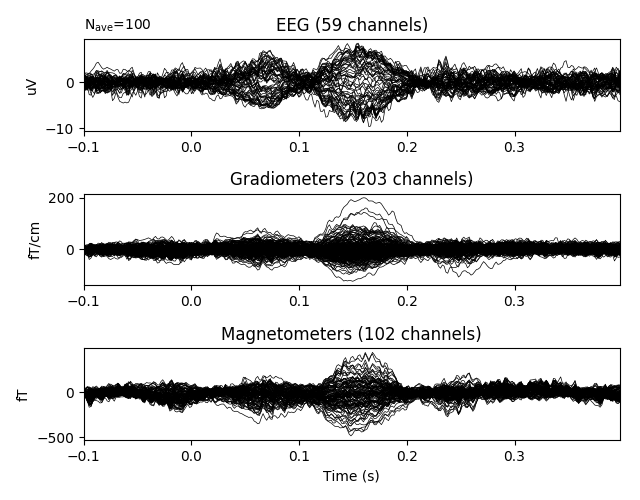 N_ave=100
EEG (59 channels)
uV
0
−10
−0.1 0.0 0.1 0.2 0.3
Gradiometers (203 channels)
fT/cm
200
0
−0.1 0.0 0.1 0.2 0.3
Magnetometers (102 channels)
fT
0
−500
−0.1 0.0 0.1 0.2 0.3
Time (s)